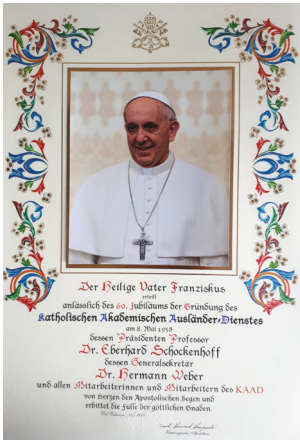 Der Heilige Vater Franziskus
erteilt
anlässlich des 60. Jubiläums der Gründung des
Katholischen Akademischen Ausländer-Dienstes
am 8. Mai 1958
dessen Präsidenten Professor
Dr. Eberhard Schockenhoff
dessen Generalsekretär
Dr. Hermann Weber
und allen Mitarbeiterinnen und Mitarbeitern des KAAD
von Herzen den Apostolischen Segen und
erbittet die Fülle der göttlichen Gnaden.